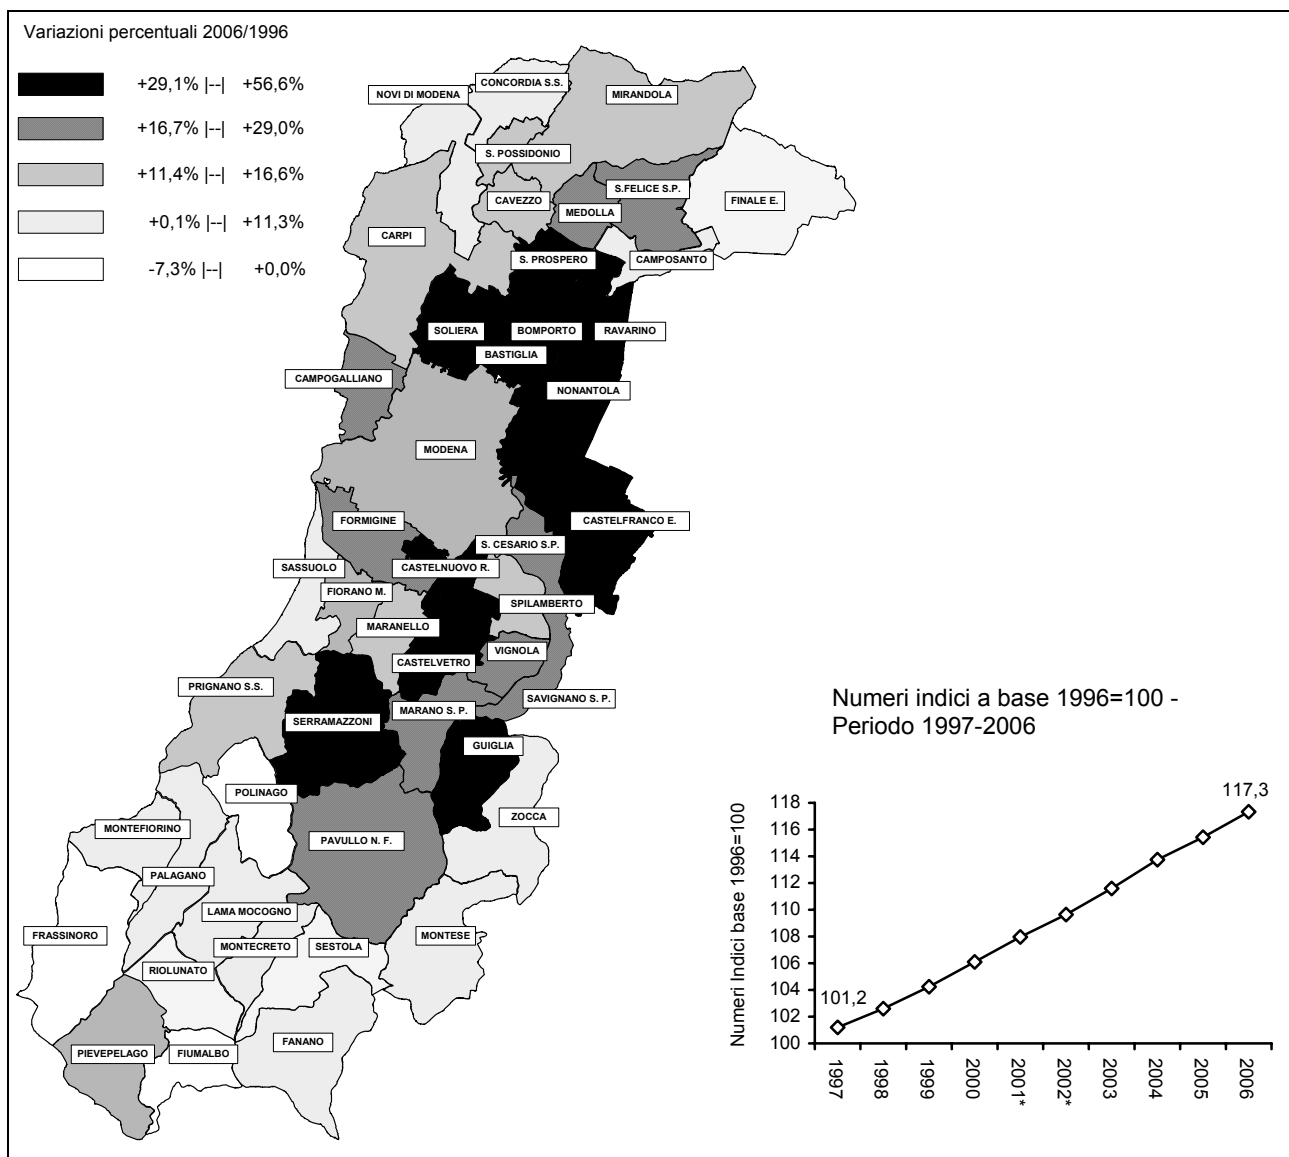 Variazioni percentuali 2006/1996
+29,1% |--| +56,6%
+16,7% |--| +29,0%
+11,4% |--| +16,6%
+0,1% |--| +11,3%
-7,3% |--| +0,0%
CONCORDIA S.S.
NOVI DI MODENA
MIRANDOLA
S. POSSIDONIO
S.FELICE S.P.
CAVEZZO
FINALE E.
MEDOLLA
CARPI
S. PROSPERO
CAMPOSANTO
SOLIERA
BOMPORTO
RAVARINO
BASTIGLIA
CAMPOGALLIANO
NONANTOLA
MODENA
FORMIGINE
CASTELFRANCO E.
S. CESARIO S.P.
SASSUOLO
CASTELNUOVO R.
FIORANO M.
SPILAMBERTO
MARANELLO
VIGNOLA
CASTELVETRO
PRIGNANO S.S.
SAVIGNANO S. P.
MARANO S. P.
SERRAMAZZONI
GUIGLIA
POLINAGO
ZOCCA
MONTEFIORINO
PAVULLO N. F.
PALAGANO
LAMA MOCOGNO
FRASSINORO
MONTECRETO
SESTOLA
MONTESE
RIOLUNATO
FANANO
PIEVEPELAGO
FIUMALBO
Numeri indici a base 1996=100 -
Periodo 1997-2006
Numeri Indici base 1996=100
118
116
114
112
110
108
106
104
102
100
101,2
117,3
1997
1998
1999
2000
2001*
2002*
2003
2004
2005
2006